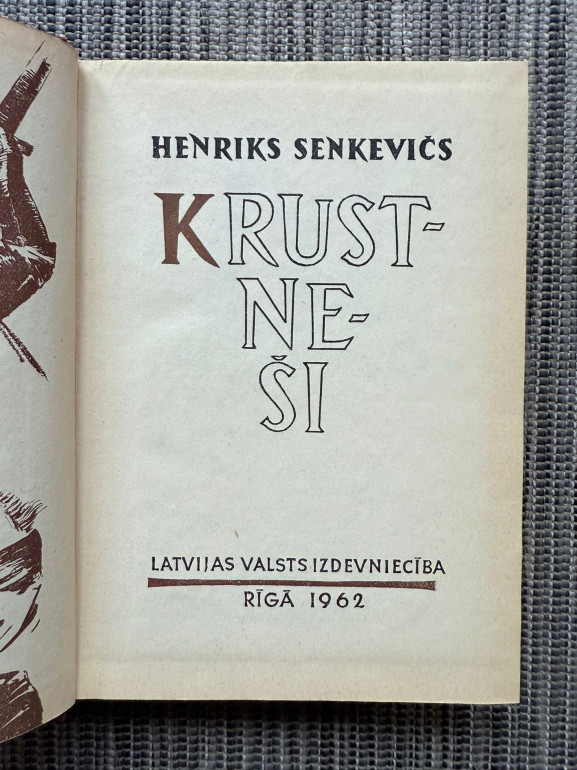 HENRIKS SENKEVIČS
KRUST-
NE-
ŠI
LATVIJAS VALSTS IZDEVNIECĪBA
RĪGĀ 1962